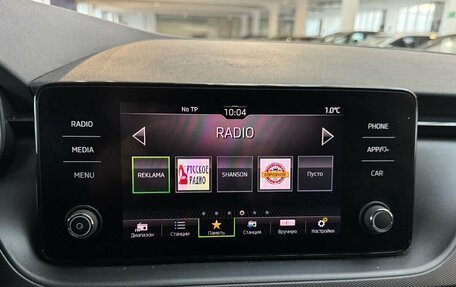 No TP 10:04 1.0°C
RADIO RADIO PHONE
MEDIA APP/
MENU REKLAMA РУССКОЕ РАДИО SHANSON Пусто CAR
Диапазон Станции Память Станция Вручную Настройки